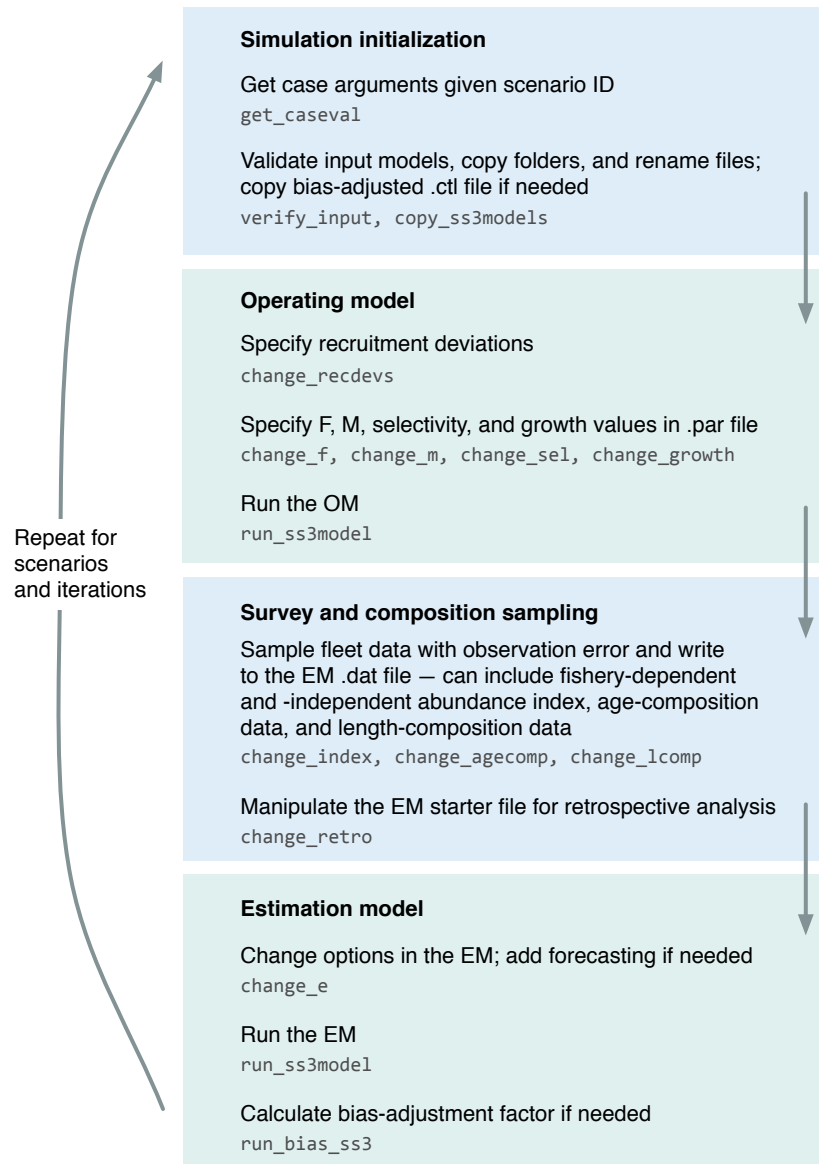 Simulation initialization
Get case arguments given scenario ID
get_caseval
Validate input models, copy folders, and rename files;
copy bias-adjusted .ctl file if needed
verify_input, copy_ss3models
Operating model
Specify recruitment deviations
change_recdevs
Specify F, M, selectivity, and growth values in .par file
change_f, change_m, change_sel, change_growth
Run the OM
run_ss3model
Repeat for
scenarios
and iterations
Survey and composition sampling
Sample fleet data with observation error and write
to the EM .dat file — can include fishery-dependent
and -independent abundance index, age-composition
data, and length-composition data
change_index, change_agecomp, change_lcomp
Manipulate the EM starter file for retrospective analysis
change_retro
Estimation model
Change options in the EM; add forecasting if needed
change_e
Run the EM
run_ss3model
Calculate bias-adjustment factor if needed
run_bias_ss3